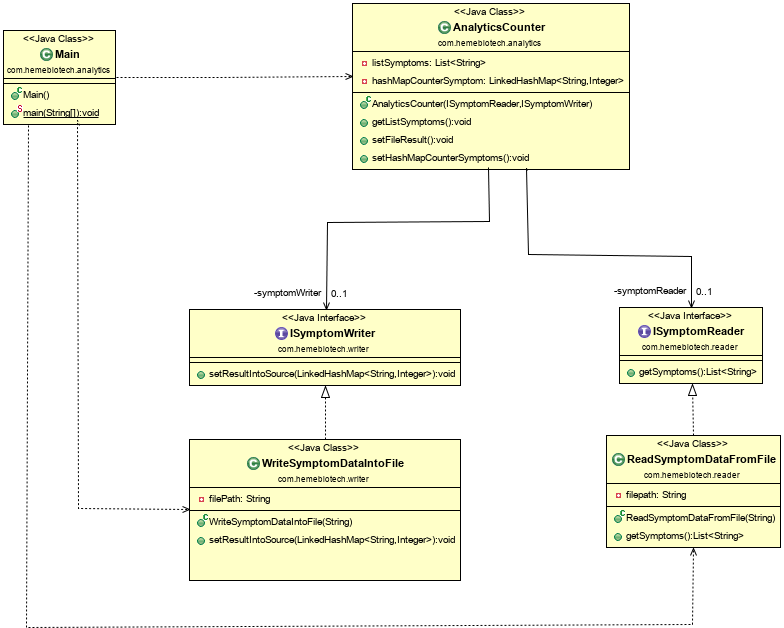 <<Java Class>>
Main
com.hemebiotech.analytics
Main()
main(String[]):void
<<Java Class>>
AnalyticsCounter
com.hemebiotech.analytics
listSymptoms: List<String>
hashMapCounterSymptom: LinkedHashMap<String,Integer>
AnalyticsCounter(ISymptomReader,ISymptomWriter)
getListSymptoms():void
setFileResult():void
setHashMapCounterSymptoms():void
-symptomWriter 0..1
-symptomReader 0..1
<<Java Interface>>
ISymptomWriter
com.hemebiotech.writer
setResultIntoSource(LinkedHashMap<String,Integer>):void
<<Java Interface>>
ISymptomReader
com.hemebiotech.reader
getSymptoms():List<String>
<<Java Class>>
WriteSymptomDataIntoFile
com.hemebiotech.writer
filePath: String
WriteSymptomDataIntoFile(String)
setResultIntoSource(LinkedHashMap<String,Integer>):void
<<Java Class>>
ReadSymptomDataFromFile
com.hemebiotech.reader
filepath: String
ReadSymptomDataFromFile(String)
getSymptoms():List<String>